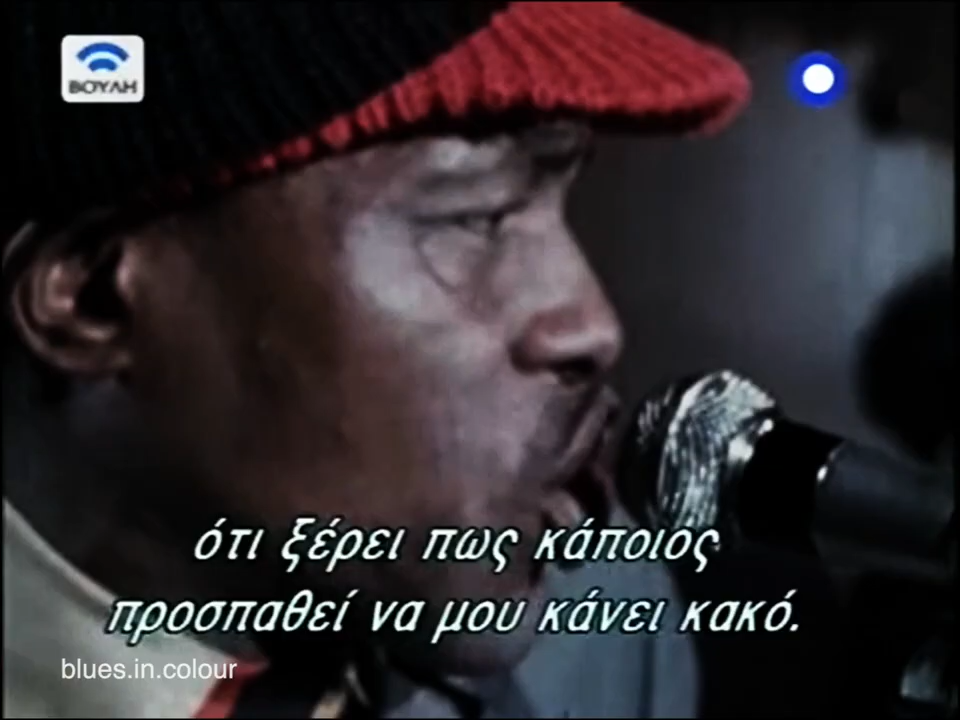 ΒΟΥΛΗ
ότι ξέρει πως κάποιος
προσπαθεί να μου κάνει κακό.
blues.in.colour